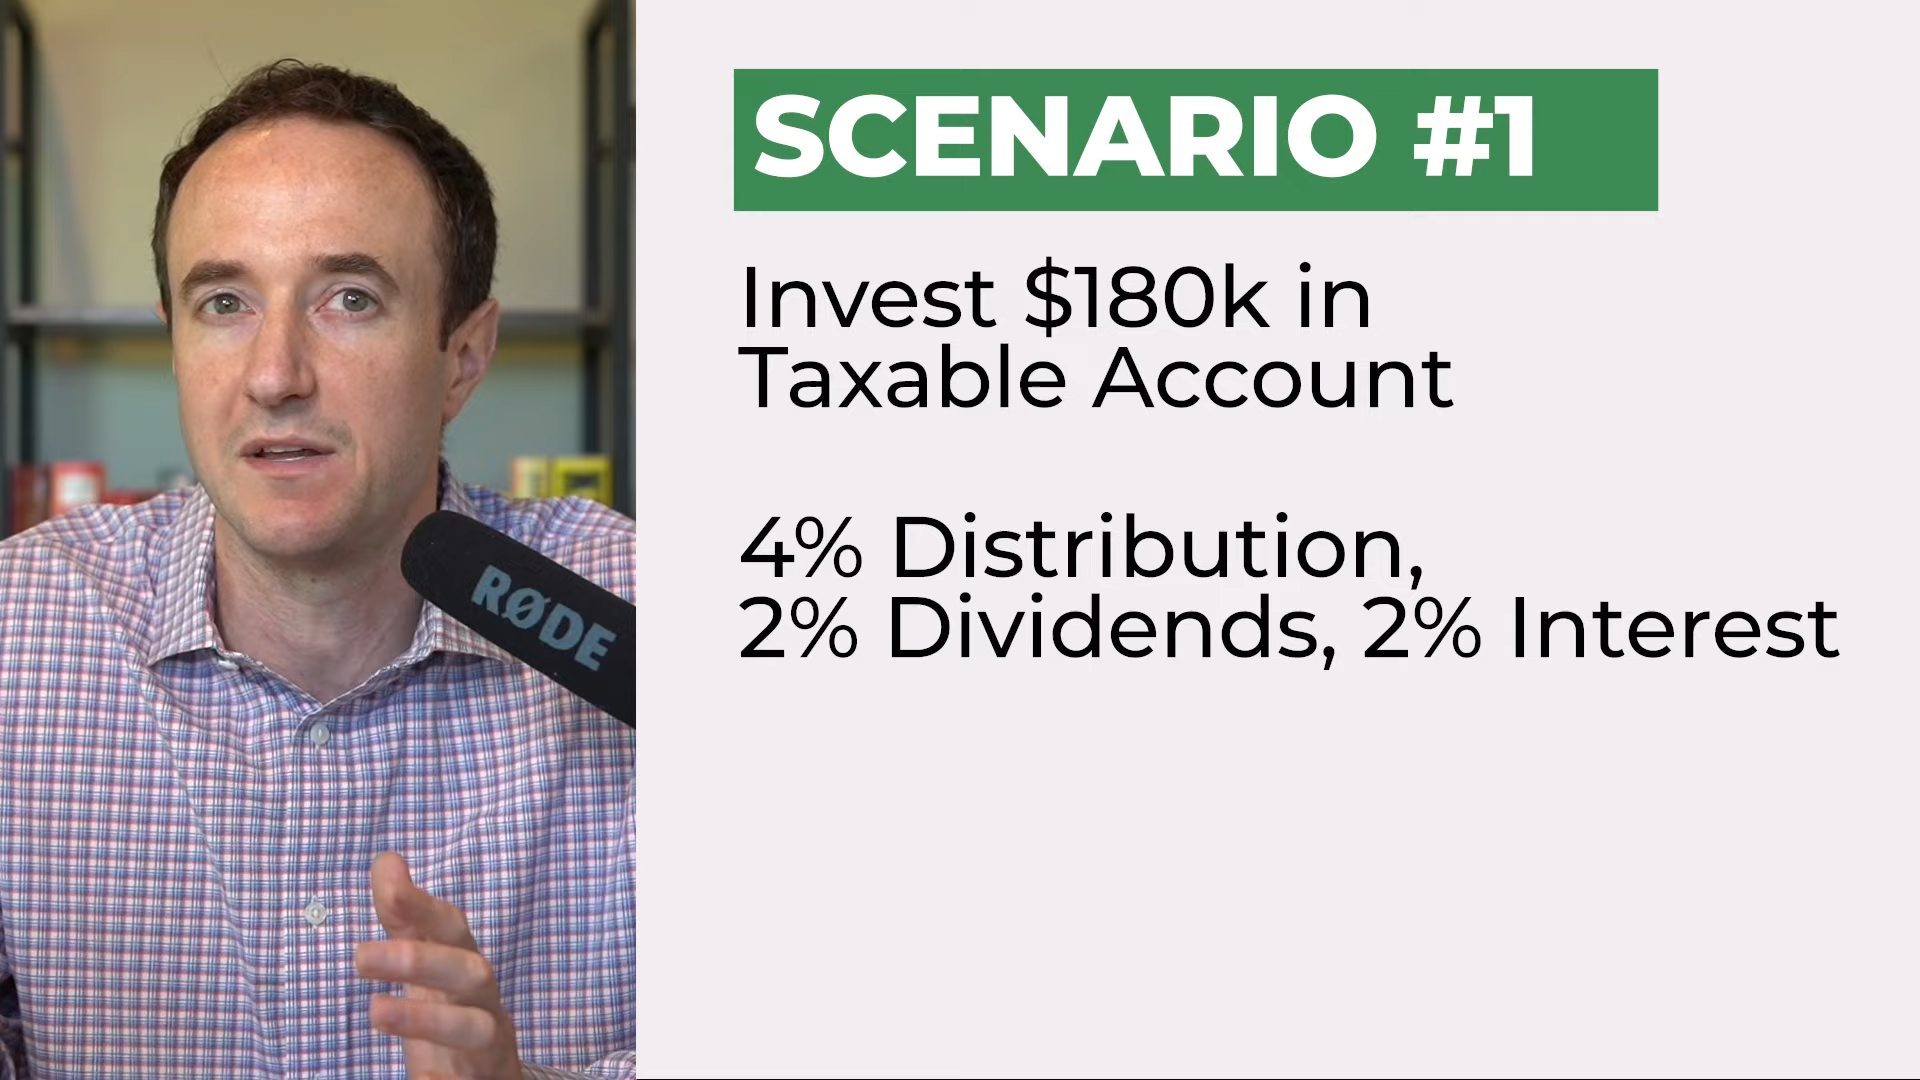 SCENARIO #1
Invest $180k in
Taxable Account
4% Distribution,
2% Dividends, 2% Interest
RØDE